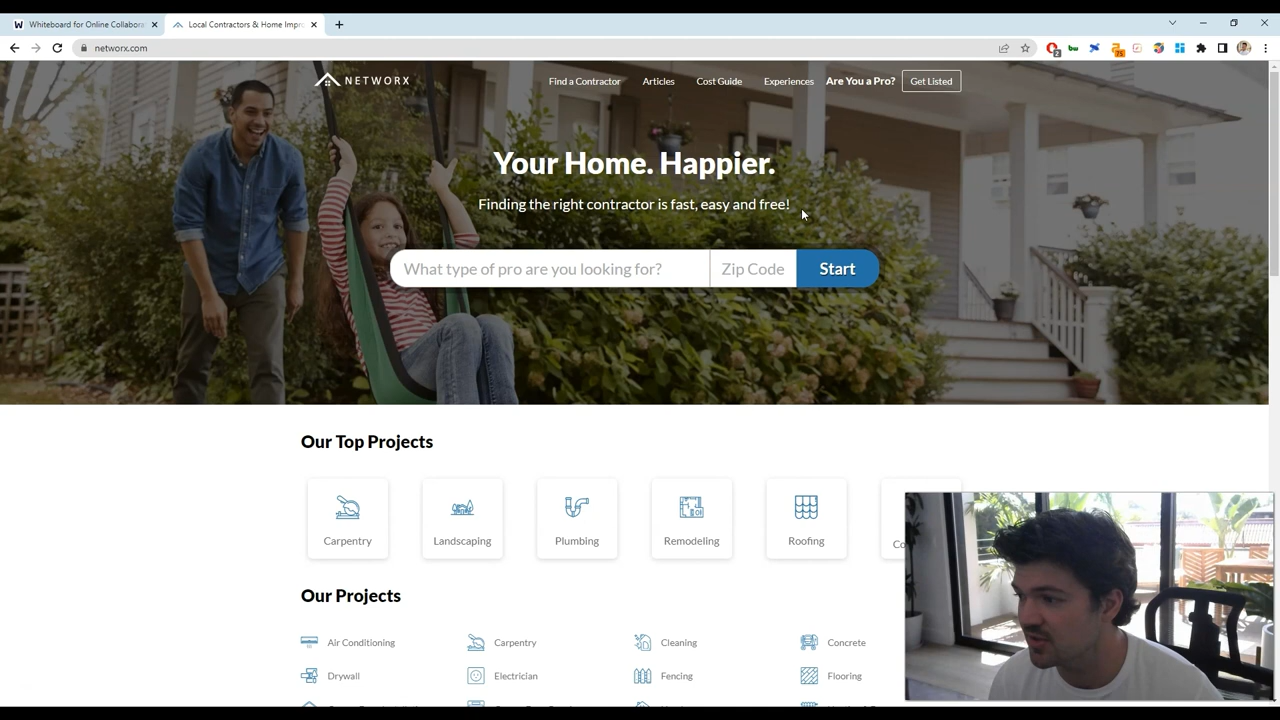 Whiteboard for Online Collabora
Local Contractors & Home Impro
networx.com
2
75
NETWORX
Find a Contractor
Articles
Cost Guide
Experiences
Are You a Pro?
Get Listed
Your Home. Happier.
Finding the right contractor is fast, easy and free!
What type of pro are you looking for?
Zip Code
Start
Our Top Projects
Carpentry
Landscaping
Plumbing
Remodeling
Roofing
Co
Our Projects
Air Conditioning
Carpentry
Cleaning
Concrete
Drywall
Electrician
Fencing
Flooring